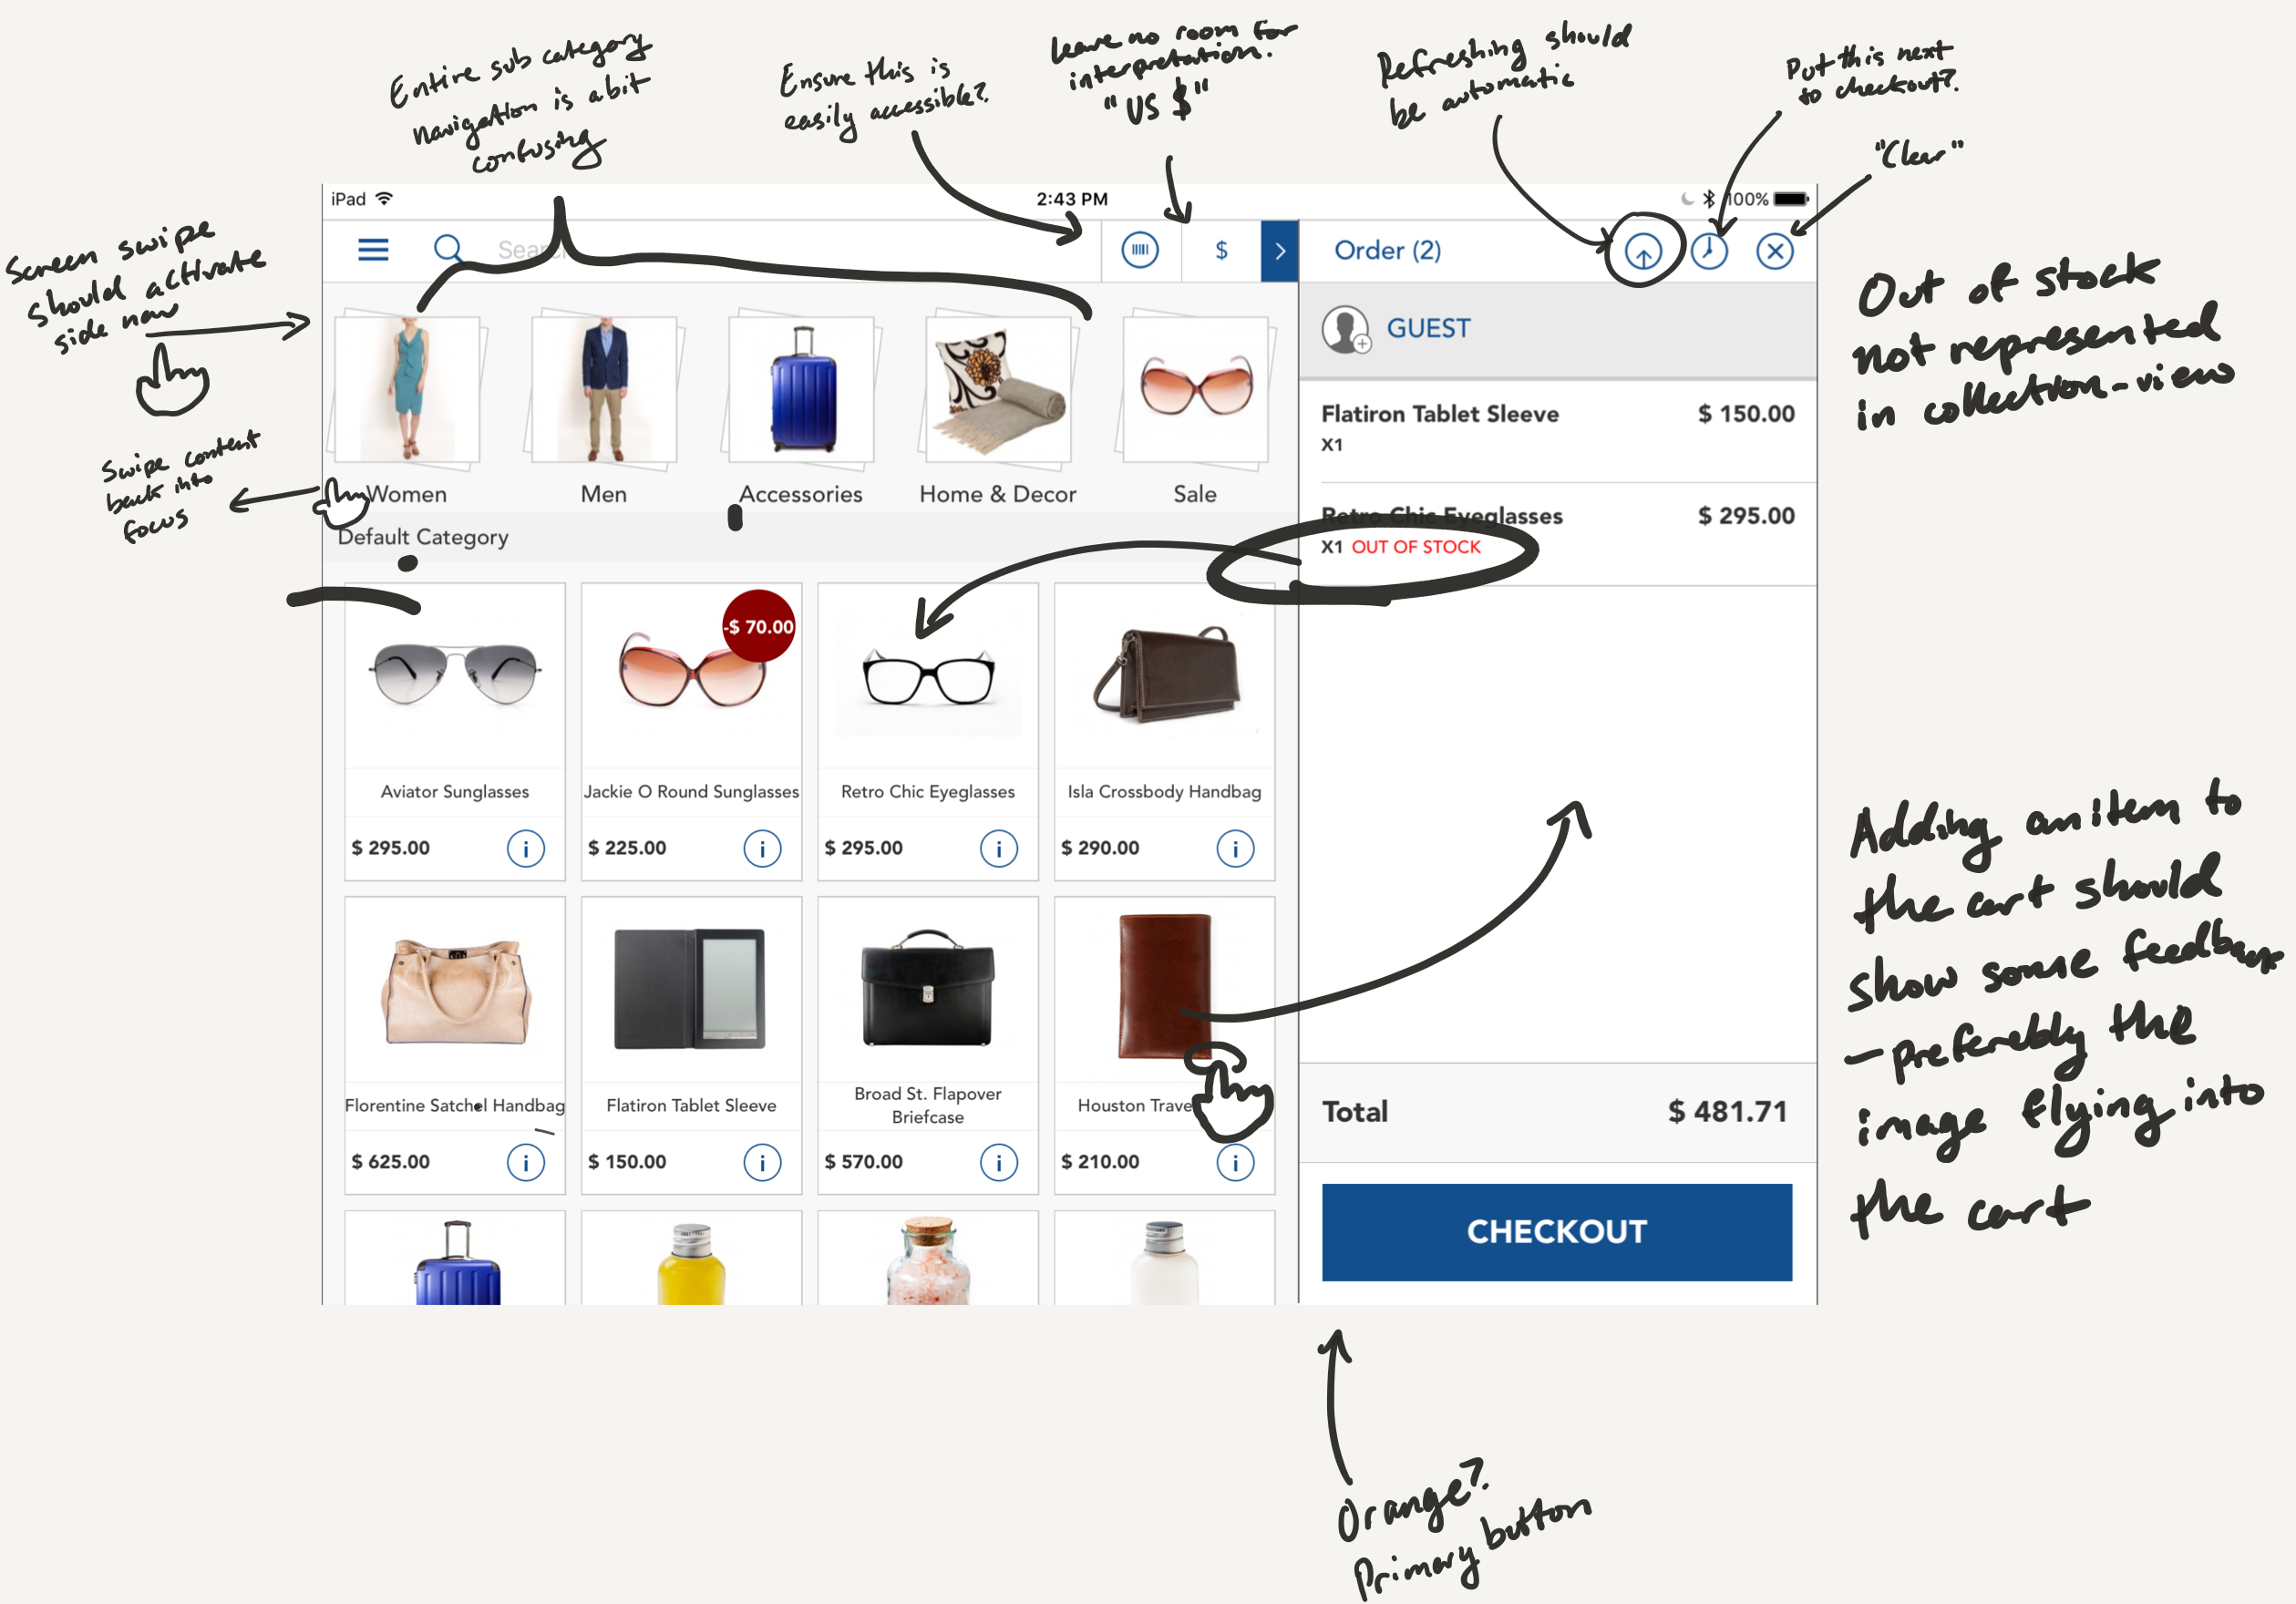 Entire sub category
navigation is a bit
confusing
Ensure this is
easily accessible?
leave no room for
interpretation.
"US $"
Refreshing should
be automatic
Put this next
to checkout?
"Clear"
Screen swipe
should activate
side nav
Swipe content
back into
focus
iPad
2:43 PM
100%
$
Order (2)
GUEST
Women
Men
Accessories
Home & Decor
Sale
Default Category
Flatiron Tablet Sleeve
$ 150.00
X1
Retro Chic Eyeglasses
$ 295.00
X1 OUT OF STOCK
Out of stock
not represented
in collection-view
-$ 70.00
Aviator Sunglasses
Jackie O Round Sunglasses
Retro Chic Eyeglasses
Isla Crossbody Handbag
$ 295.00
i
$ 225.00
i
$ 295.00
i
$ 290.00
i
Florentine Satchel Handbag
Flatiron Tablet Sleeve
Broad St. Flapover
Briefcase
Houston
$ 625.00
i
$ 150.00
i
$ 570.00
i
$ 210.00
i
Adding an item to
the cart should
show some feedback
- preferebly the
image flying into
the cart
Total
$ 481.71
CHECKOUT
Orange?
Primary button